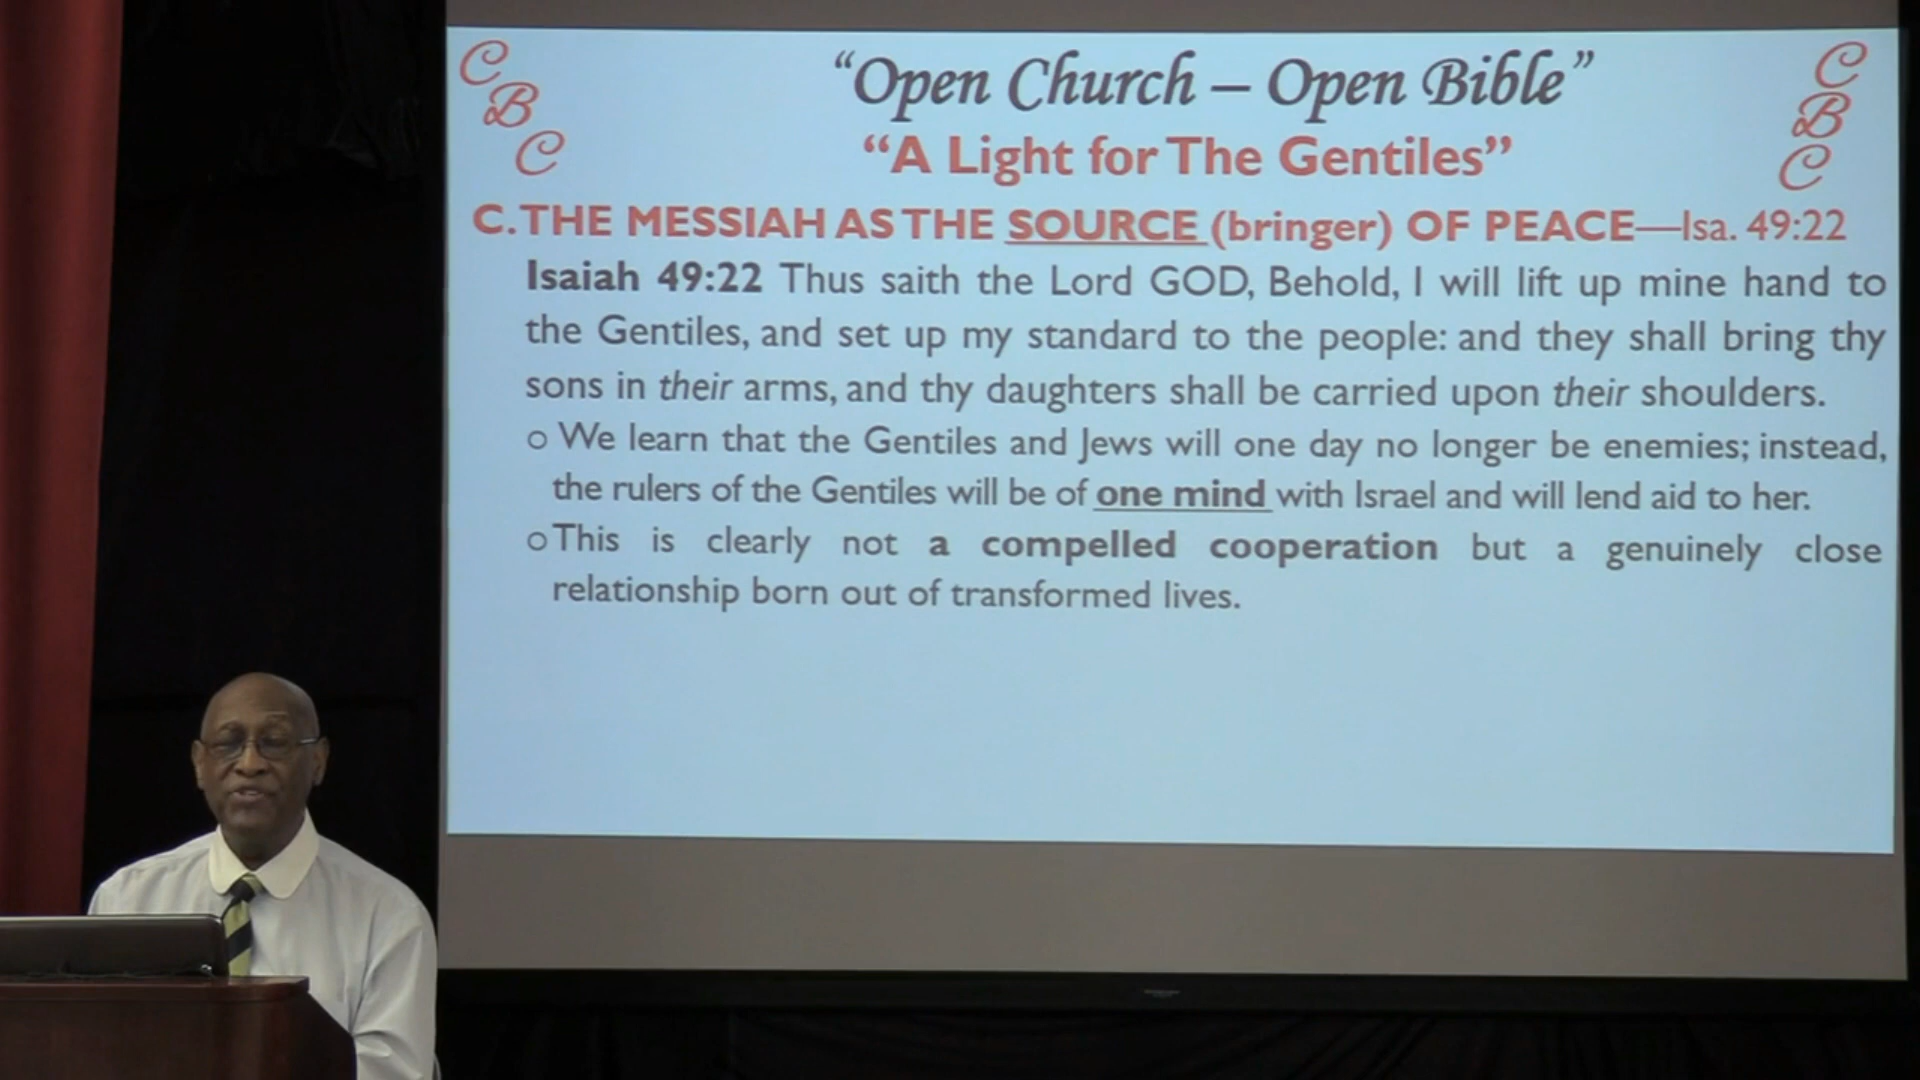 C
B
C
“Open Church – Open Bible”
C
B
C
“A Light for The Gentiles”
C. THE MESSIAH AS THE SOURCE (bringer) OF PEACE—Isa. 49:22
Isaiah 49:22 Thus saith the Lord GOD, Behold, I will lift up mine hand to
the Gentiles, and set up my standard to the people: and they shall bring thy
sons in their arms, and thy daughters shall be carried upon their shoulders.
o We learn that the Gentiles and Jews will one day no longer be enemies; instead,
the rulers of the Gentiles will be of one mind with Israel and will lend aid to her.
o This is clearly not a compelled cooperation but a genuinely close
relationship born out of transformed lives.